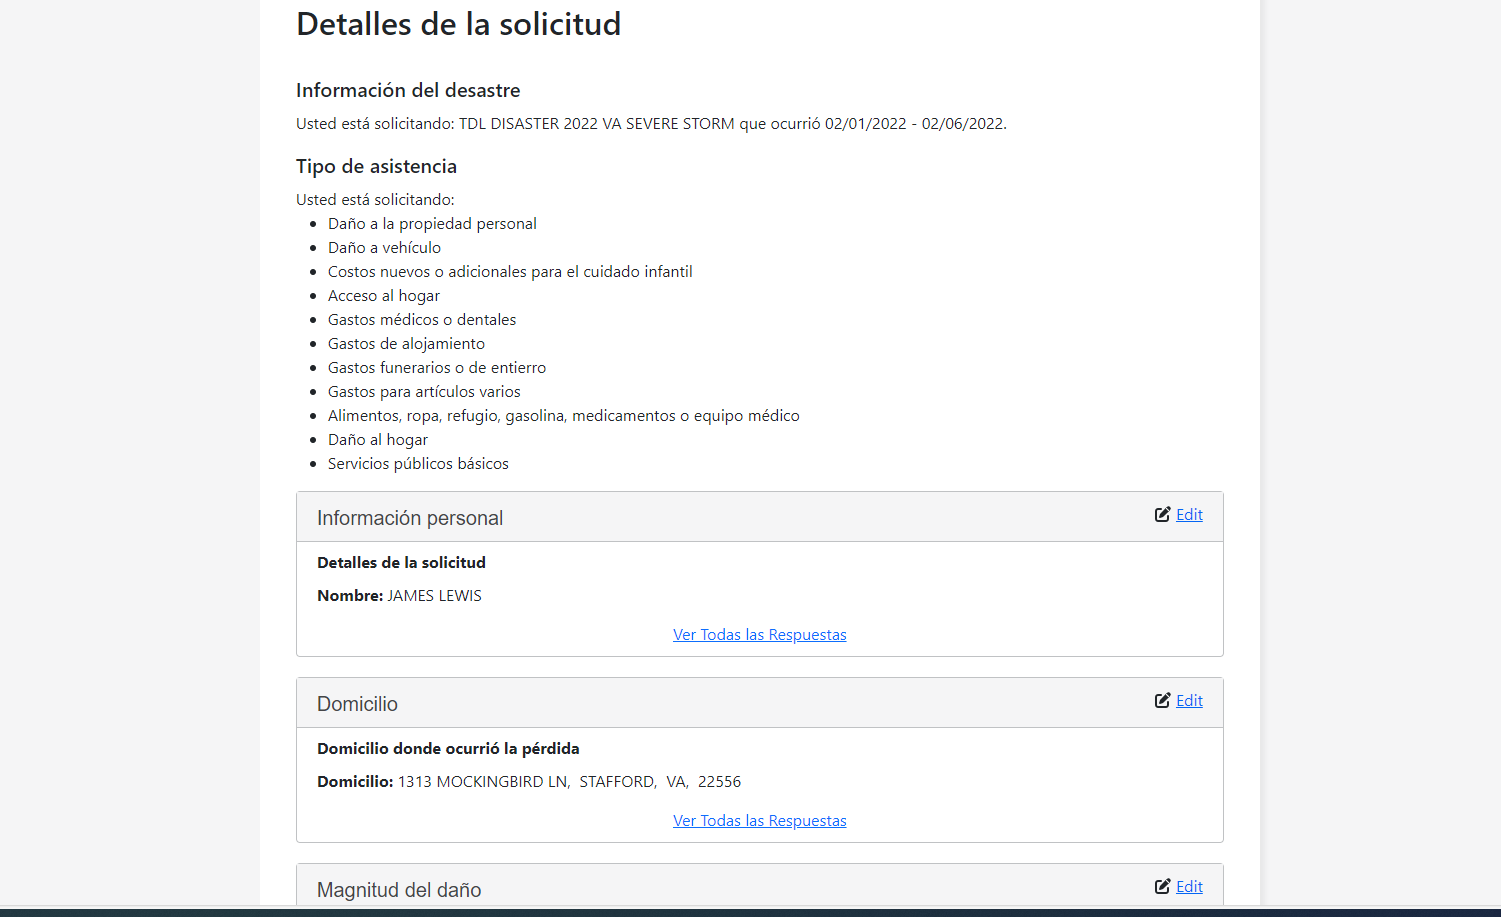 Detalles de la solicitud
Información del desastre
Usted está solicitando: TDL DISASTER 2022 VA SEVERE STORM que ocurrió 02/01/2022 - 02/06/2022.
Tipo de asistencia
Usted está solicitando:
Daño a la propiedad personal
Daño a vehículo
Costos nuevos o adicionales para el cuidado infantil
Acceso al hogar
Gastos médicos o dentales
Gastos de alojamiento
Gastos funerarios o de entierro
Gastos para artículos varios
Alimentos, ropa, refugio, gasolina, medicamentos o equipo médico
Daño al hogar
Servicios públicos básicos
Información personal
Edit
Detalles de la solicitud
Nombre: JAMES LEWIS
Ver Todas las Respuestas
Domicilio
Edit
Domicilio donde ocurrió la pérdida
Domicilio: 1313 MOCKINGBIRD LN, STAFFORD, VA, 22556
Ver Todas las Respuestas
Magnitud del daño
Edit